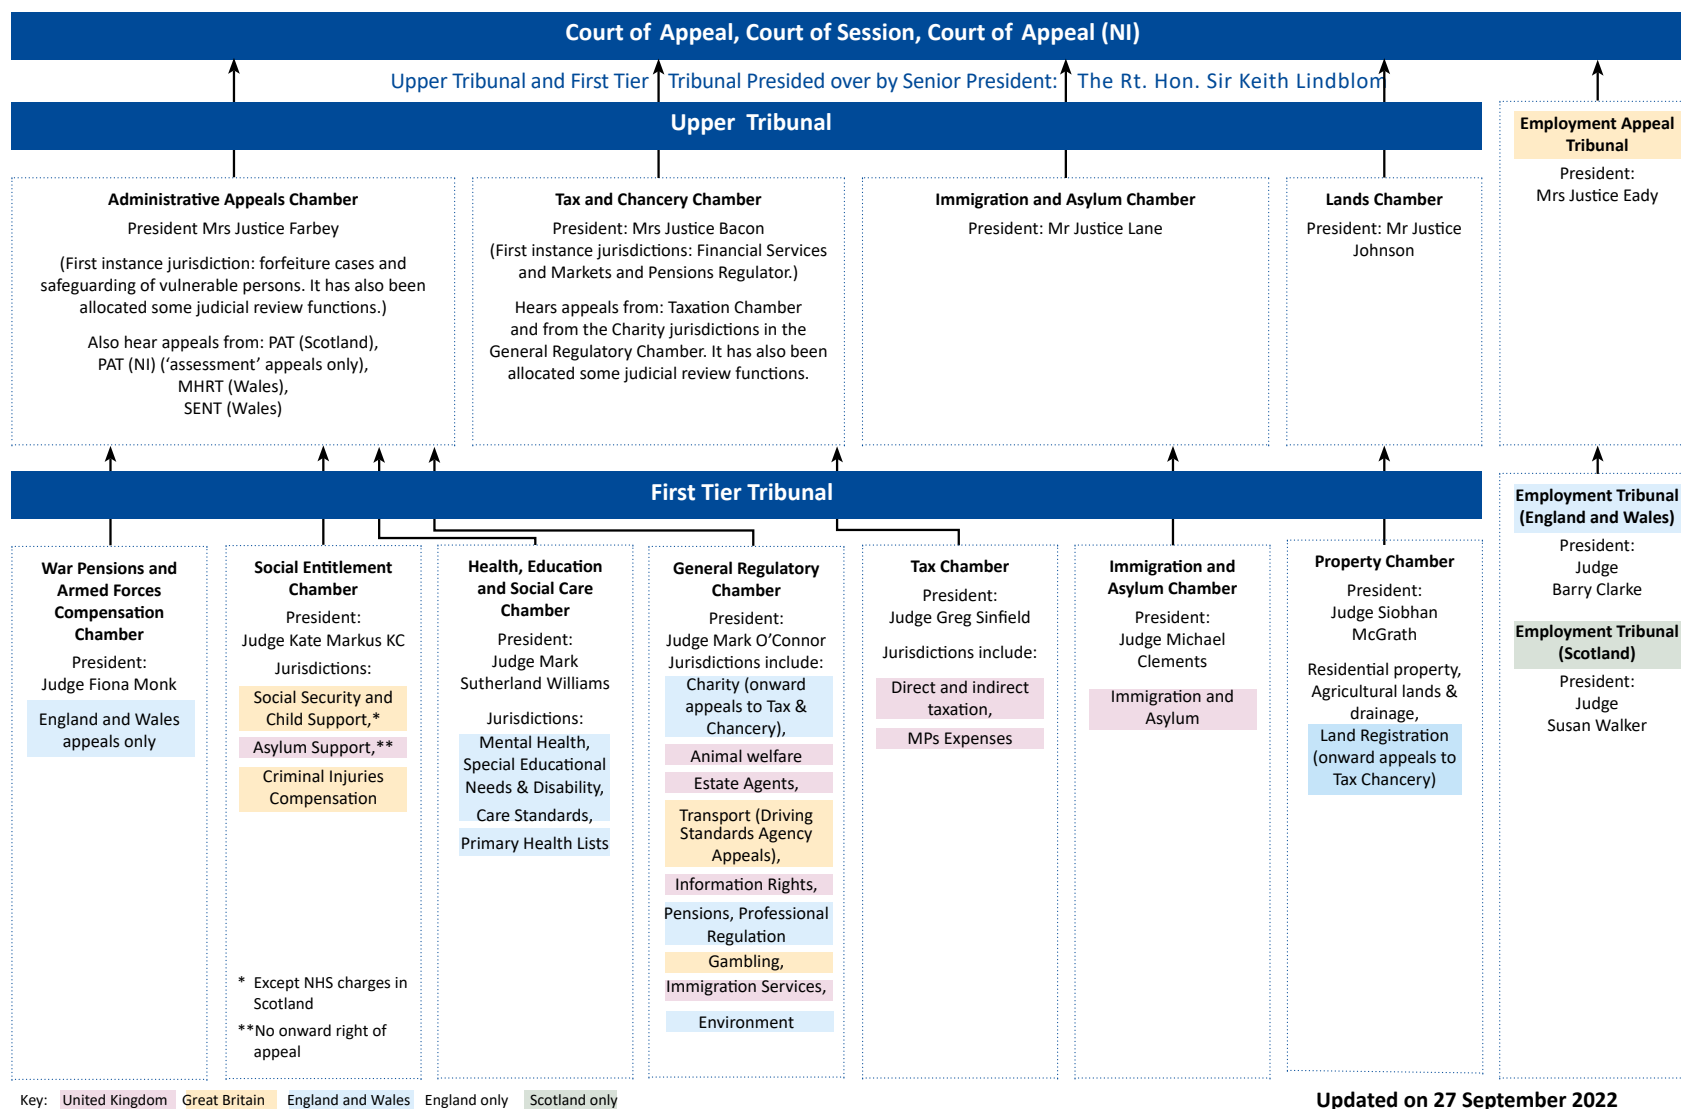 Court of Appeal, Court of Session, Court of Appeal (NI)
Upper Tribunal and First Tier Tribunal Presided over by Senior President: The Rt. Hon. Sir Keith Lindblom
Upper Tribunal
Administrative Appeals Chamber
President Mrs Justice Farbey
(First instance jurisdiction: forfeiture cases and
safeguarding of vulnerable persons. It has also been
allocated some judicial review functions.)
Also hear appeals from: PAT (Scotland),
PAT (NI) (‘assessment’ appeals only),
MHRT (Wales),
SENT (Wales)
Tax and Chancery Chamber
President: Mrs Justice Bacon
(First instance jurisdictions: Financial Services
and Markets and Pensions Regulator.)
Hears appeals from: Taxation Chamber
and from the Charity jurisdictions in the
General Regulatory Chamber. It has also been
allocated some judicial review functions.
Immigration and Asylum Chamber
President: Mr Justice Lane
Lands Chamber
President: Mr Justice
Johnson
Employment Appeal
Tribunal
President:
Mrs Justice Eady
First Tier Tribunal
War Pensions and
Armed Forces
Compensation
Chamber
President:
Judge Fiona Monk
England and Wales
appeals only
Social Entitlement
Chamber
President:
Judge Kate Markus KC
Jurisdictions:
Social Security and
Child Support,*
Asylum Support,**
Criminal Injuries
Compensation
* Except NHS charges in
Scotland
**No onward right of
appeal
Health, Education
and Social Care
Chamber
President:
Judge Mark
Sutherland Williams
Jurisdictions:
Mental Health,
Special Educational
Needs & Disability,
Care Standards,
Primary Health Lists
General Regulatory
Chamber
President:
Judge Mark O’Connor
Jurisdictions include:
Charity (onward
appeals to Tax &
Chancery),
Animal welfare
Estate Agents,
Transport (Driving
Standards Agency
Appeals),
Information Rights,
Pensions, Professional
Regulation
Gambling,
Immigration Services,
Environment
Tax Chamber
President:
Judge Greg Sinfield
Jurisdictions include:
Direct and indirect
taxation,
MPs Expenses
Immigration and
Asylum Chamber
President:
Judge Michael
Clements
Immigration and
Asylum
Property Chamber
President:
Judge Siobhan
McGrath
Residential property,
Agricultural lands &
drainage,
Land Registration
(onward appeals to
Tax Chancery)
Employment Tribunal
(England and Wales)
President:
Judge
Barry Clarke
Employment Tribunal
(Scotland)
President:
Judge
Susan Walker
Key: United Kingdom Great Britain England and Wales England only Scotland only
Updated on 27 September 2022